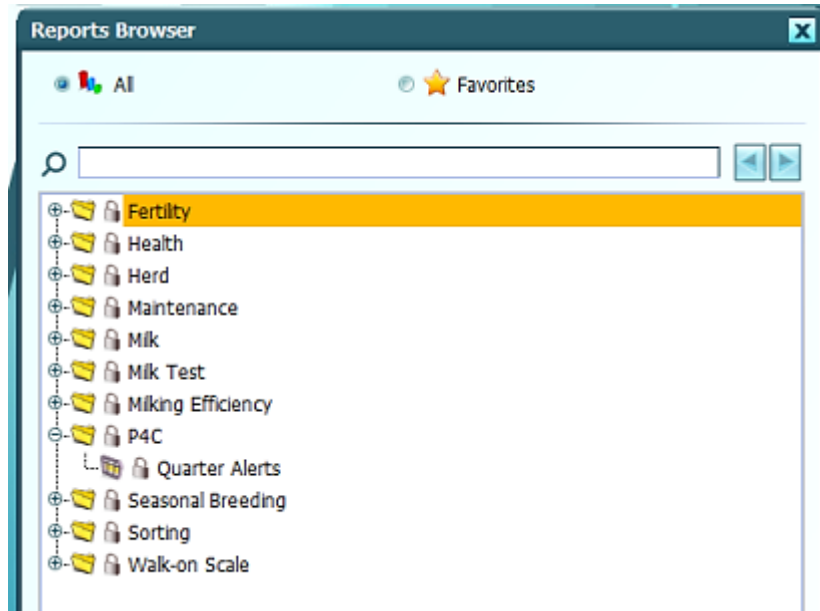 Reports Browser
All Favorites
Fertility
Health
Herd
Maintenance
Milk
Milk Test
Milking Efficiency
P4C
Quarter Alerts
Seasonal Breeding
Sorting
Walk-on Scale